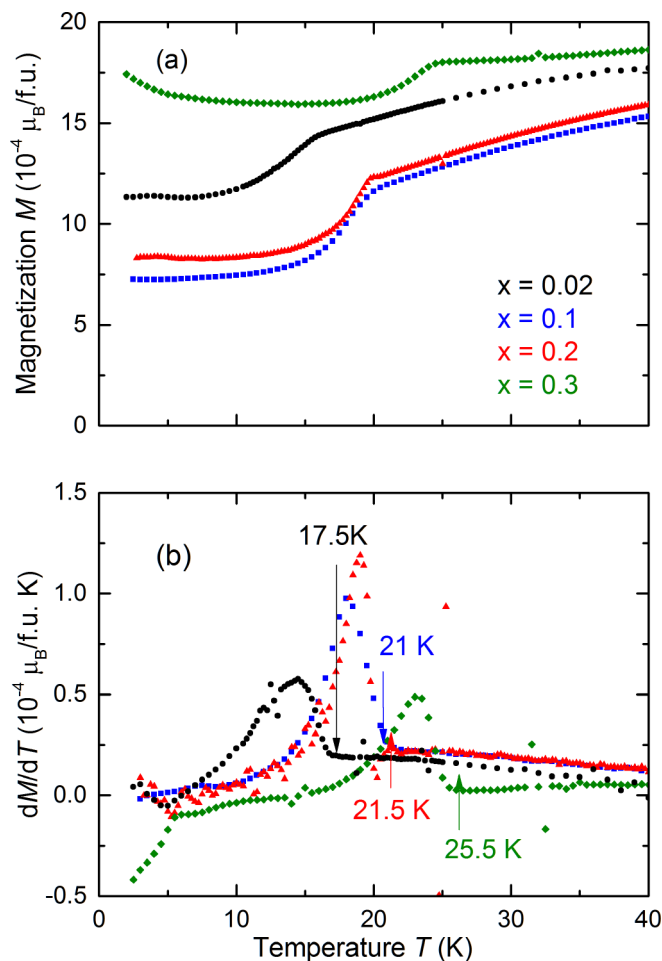 20
(a)
15
10
5
0
Magnetization M (10⁻⁴ μ_B/f.u.)
x = 0.02
x = 0.1
x = 0.2
x = 0.3
1.5
(b)
17.5K
1.0
21 K
0.5
21.5 K
0.0
25.5 K
-0.5
dM/dT (10⁻⁴ μ_B/f.u. K)
0 10 20 30 40
Temperature T (K)